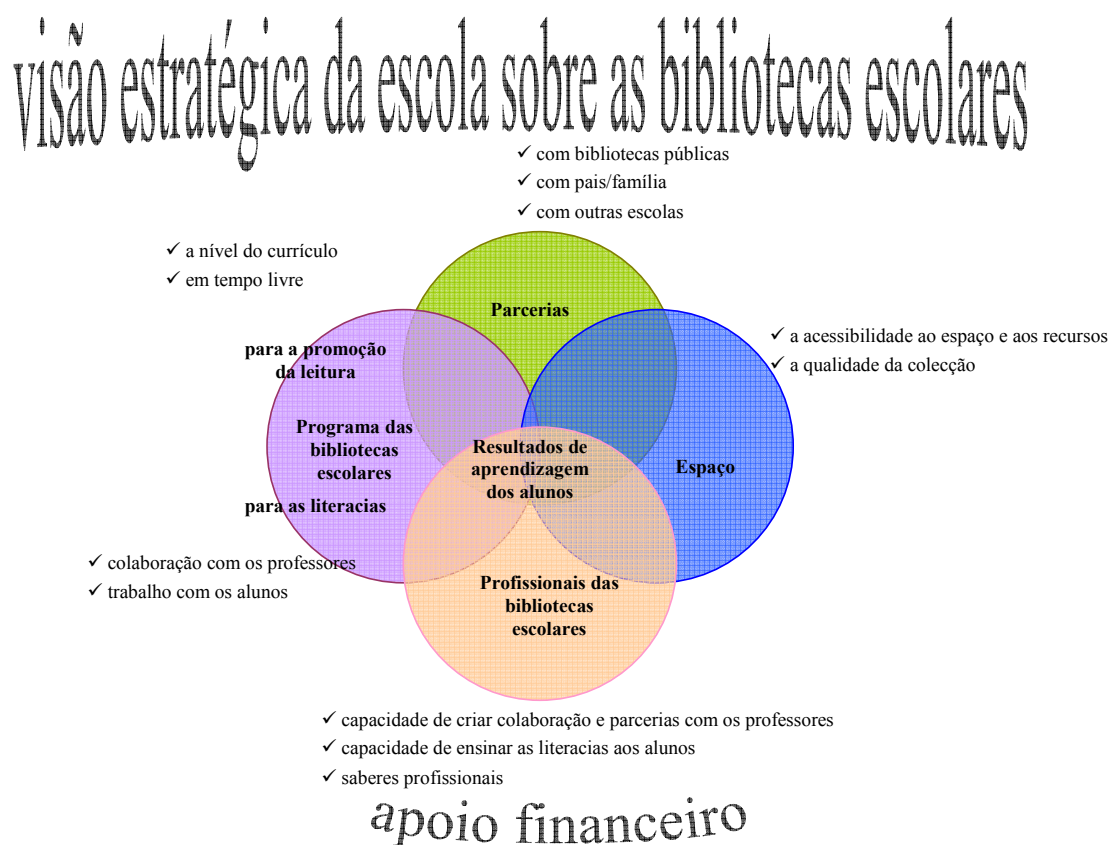 visão estratégica da escola sobre as bibliotecas escolares
✓ com bibliotecas públicas
✓ com pais/família
✓ com outras escolas
✓ a nível do currículo
✓ em tempo livre
Parcerias
✓ a acessibilidade ao espaço e aos recursos
✓ a qualidade da colecção
para a promoção
da leitura
Programa das
bibliotecas
escolares
para as literacias
Resultados de
aprendizagem
dos alunos
Espaço
✓ colaboração com os professores
✓ trabalho com os alunos
Profissionais das
bibliotecas
escolares
✓ capacidade de criar colaboração e parcerias com os professores
✓ capacidade de ensinar as literacias aos alunos
✓ saberes profissionais
apoio financeiro